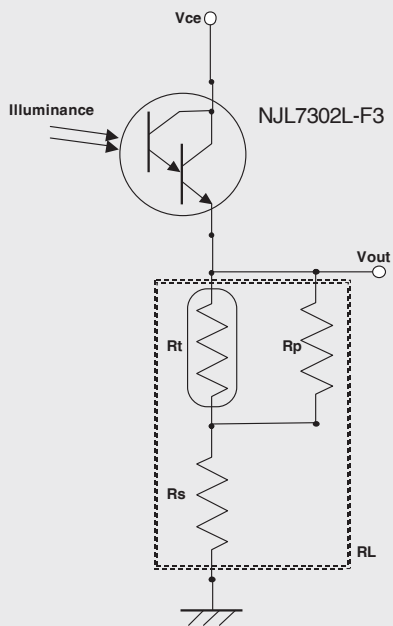 Vce
Illuminance
NJL7302L-F3
Vout
Rt
Rp
Rs
RL